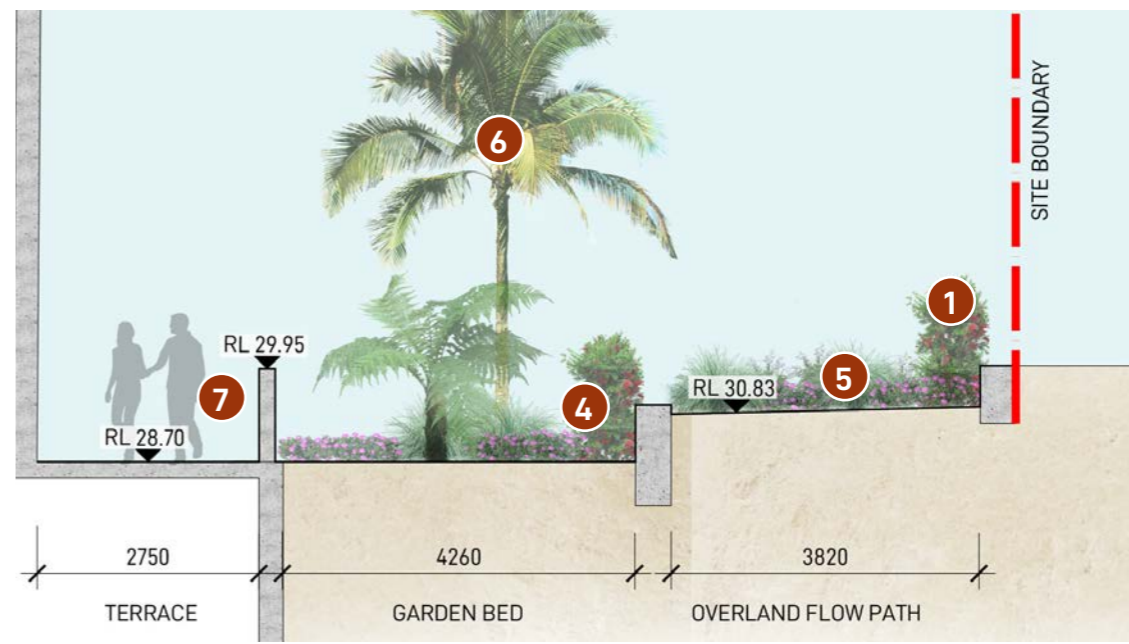 6
SITE BOUNDARY
1
RL 29.95
7
5
RL 30.83
4
RL 28.70
2750
4260
3820
TERRACE
GARDEN BED
OVERLAND FLOW PATH